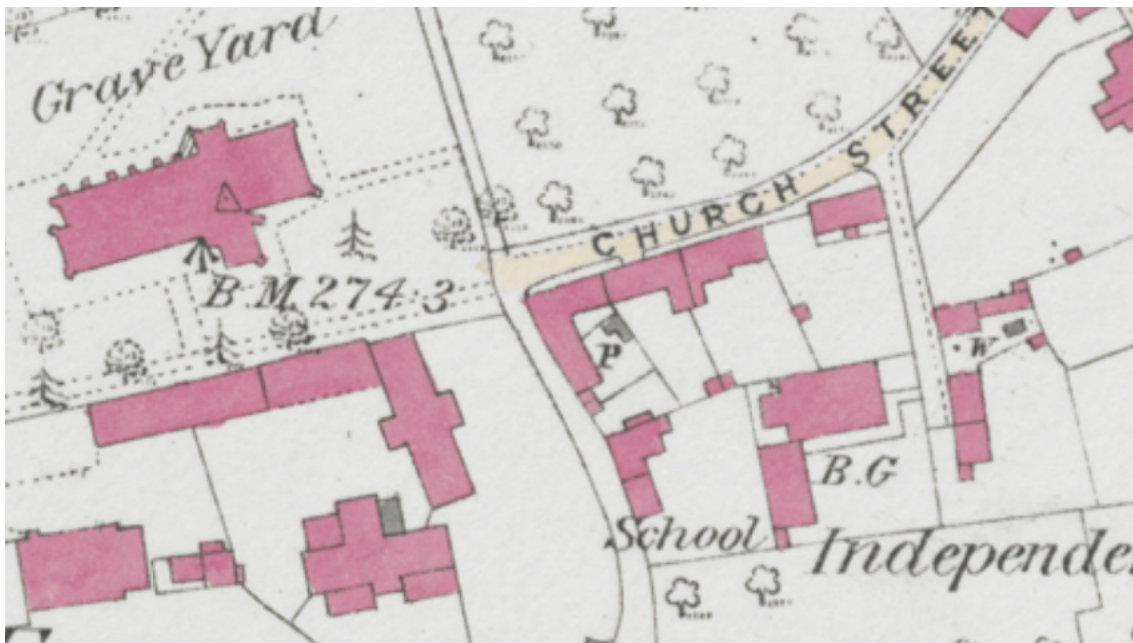 Grave Yard
CHURCH STREET
B.M. 274·3
P
W
B.G
School
Independe